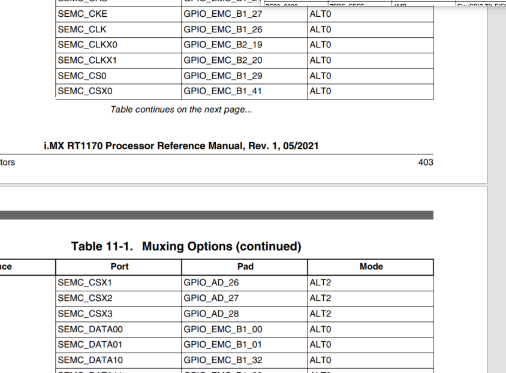 SEMC_CKE GPIO_EMC_B1_27 ALT0
SEMC_CLK GPIO_EMC_B1_26 ALT0
SEMC_CLKX0 GPIO_EMC_B2_19 ALT0
SEMC_CLKX1 GPIO_EMC_B2_20 ALT0
SEMC_CS0 GPIO_EMC_B1_29 ALT0
SEMC_CSX0 GPIO_EMC_B1_41 ALT0
Table continues on the next page...
i.MX RT1170 Processor Reference Manual, Rev. 1, 05/2021
tors 403
Table 11-1. Muxing Options (continued)
nce Port Pad Mode
SEMC_CSX1 GPIO_AD_26 ALT2
SEMC_CSX2 GPIO_AD_27 ALT2
SEMC_CSX3 GPIO_AD_28 ALT2
SEMC_DATA00 GPIO_EMC_B1_00 ALT0
SEMC_DATA01 GPIO_EMC_B1_01 ALT0
SEMC_DATA10 GPIO_EMC_B1_32 ALT0